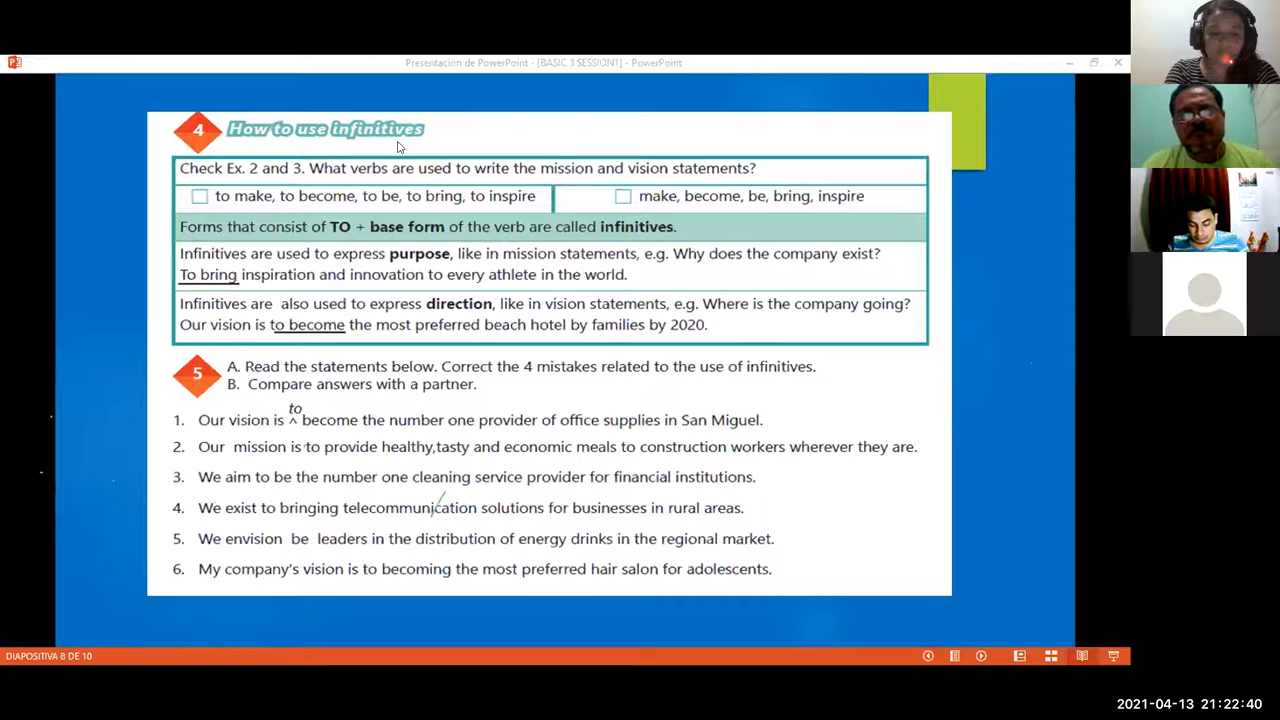 Presentación de PowerPoint - [BASIC 3 SESSION1] - PowerPoint
4 How to use infinitives
Check Ex. 2 and 3. What verbs are used to write the mission and vision statements?
to make, to become, to be, to bring, to inspire
make, become, be, bring, inspire
Forms that consist of TO + base form of the verb are called infinitives.
Infinitives are used to express purpose, like in mission statements, e.g. Why does the company exist?
To bring inspiration and innovation to every athlete in the world.
Infinitives are also used to express direction, like in vision statements, e.g. Where is the company going?
Our vision is to become the most preferred beach hotel by families by 2020.
5 A. Read the statements below. Correct the 4 mistakes related to the use of infinitives.
B. Compare answers with a partner.
to
1. Our vision is ^ become the number one provider of office supplies in San Miguel.
2. Our mission is to provide healthy,tasty and economic meals to construction workers wherever they are.
3. We aim to be the number one cleaning service provider for financial institutions.
4. We exist to bringing telecommunication solutions for businesses in rural areas.
5. We envision be leaders in the distribution of energy drinks in the regional market.
6. My company's vision is to becoming the most preferred hair salon for adolescents.
DIAPOSITIVA 8 DE 10
2021-04-13 21:22:40